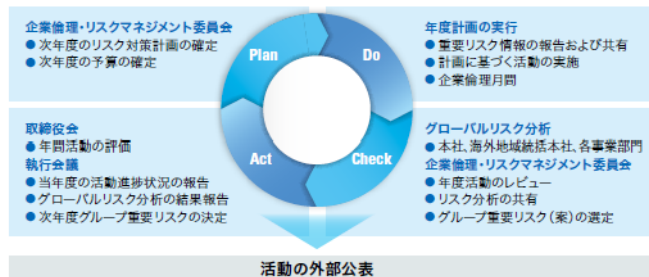 企業倫理・リスクマネジメント委員会
● 次年度のリスク対策計画の確定
● 次年度の予算の確定
Plan
Do
年度計画の実行
● 重要リスク情報の報告および共有
● 計画に基づく活動の実施
● 企業倫理月間
取締役会
● 年間活動の評価
執行会議
● 当年度の活動進捗状況の報告
● グローバルリスク分析の結果報告
● 次年度グループ重要リスクの決定
Act
Check
グローバルリスク分析
● 本社、海外地域統括本社、各事業部門
企業倫理・リスクマネジメント委員会
● 年度活動のレビュー
● リスク分析の共有
● グループ重要リスク(案)の選定
活動の外部公表